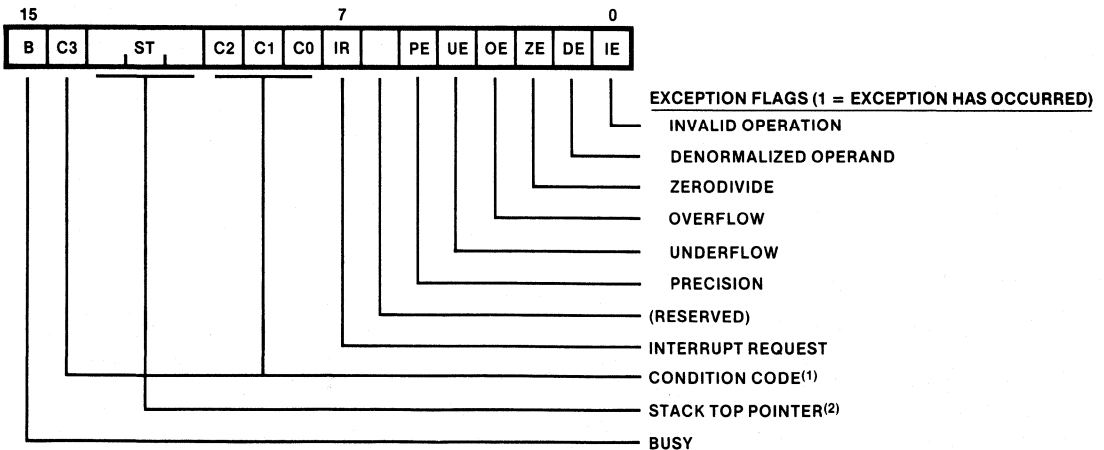 15 7 0
B C3 ST C2 C1 C0 IR PE UE OE ZE DE IE
EXCEPTION FLAGS (1 = EXCEPTION HAS OCCURRED)
INVALID OPERATION
DENORMALIZED OPERAND
ZERODIVIDE
OVERFLOW
UNDERFLOW
PRECISION
(RESERVED)
INTERRUPT REQUEST
CONDITION CODE(1)
STACK TOP POINTER(2)
BUSY